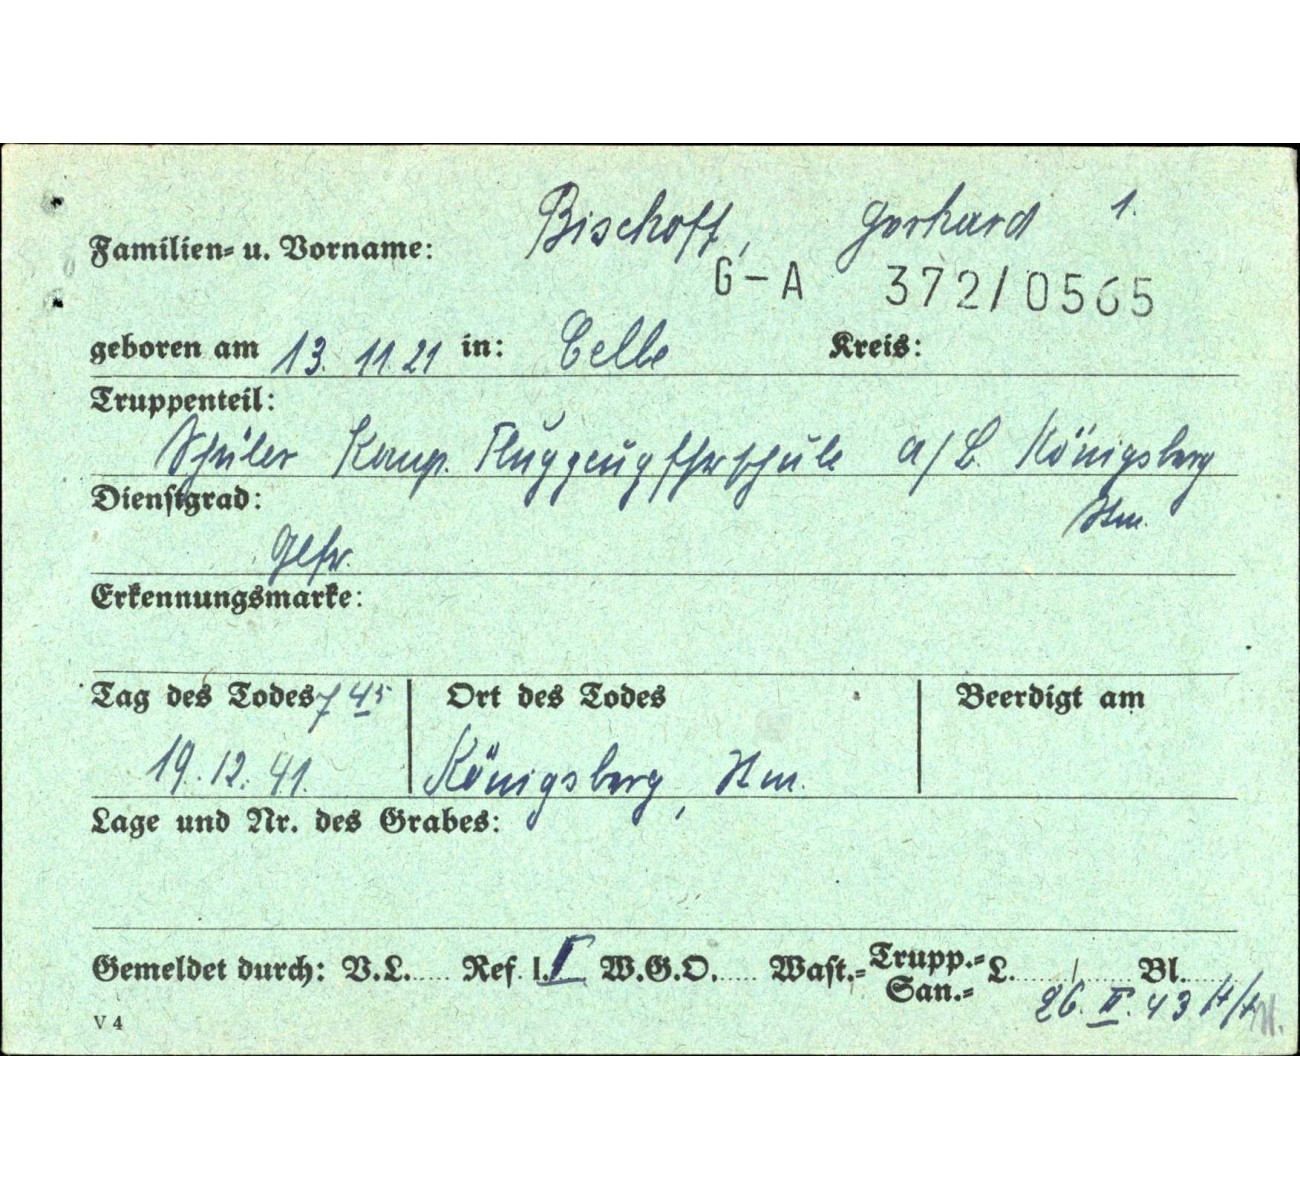 Familien- u. Vorname: Bischoff, Gerhard 1.
G-A 372/0565
geboren am 13. 11. 21 in: Celle Kreis:
Truppenteil:
Schüler Komp. Flugzeugfhrschule a/L. Königsberg
Nm.
Dienstgrad:
Gefr.
Erkennungsmarke:
Tag des Todes 7 45 Ort des Todes Beerdigt am
19. 12. 41. Königsberg, Nm.
Lage und Nr. des Grabes:
Gemeldet durch: V.L..... Ref. I. V W.G.O..... Wast.- Trupp.- San.- L......... Bl.....
26. II. 43
V 4